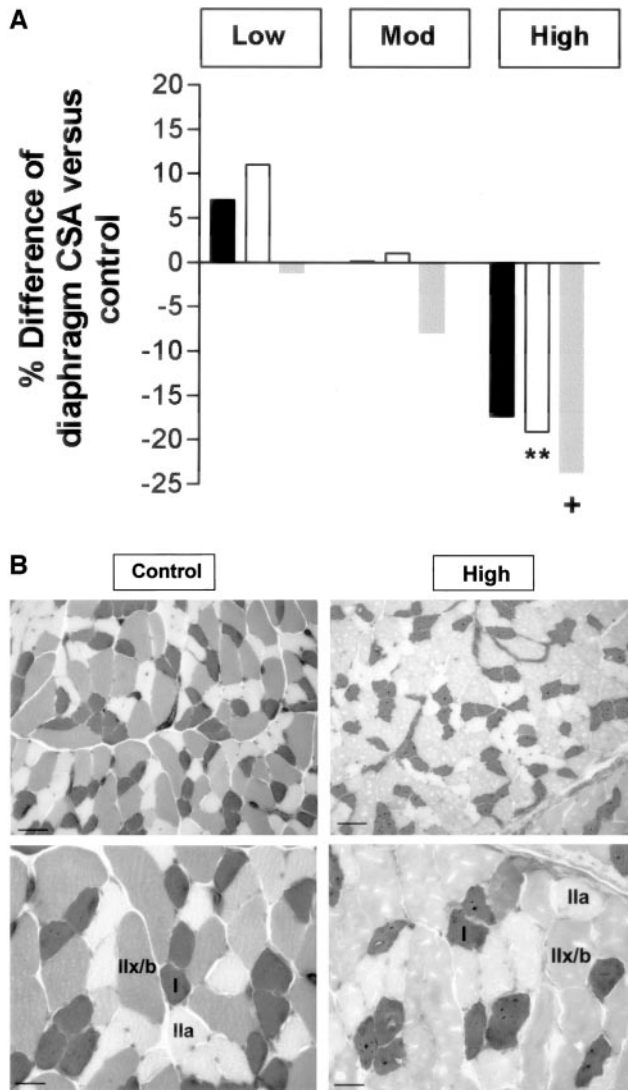 A
Low Mod High
% Difference of
diaphragm CSA versus
control
20
15
10
5
0
-5
-10
-15
-20
-25
**
+
B
Control High
IIx/b
I
IIa
IIa
IIx/b
I